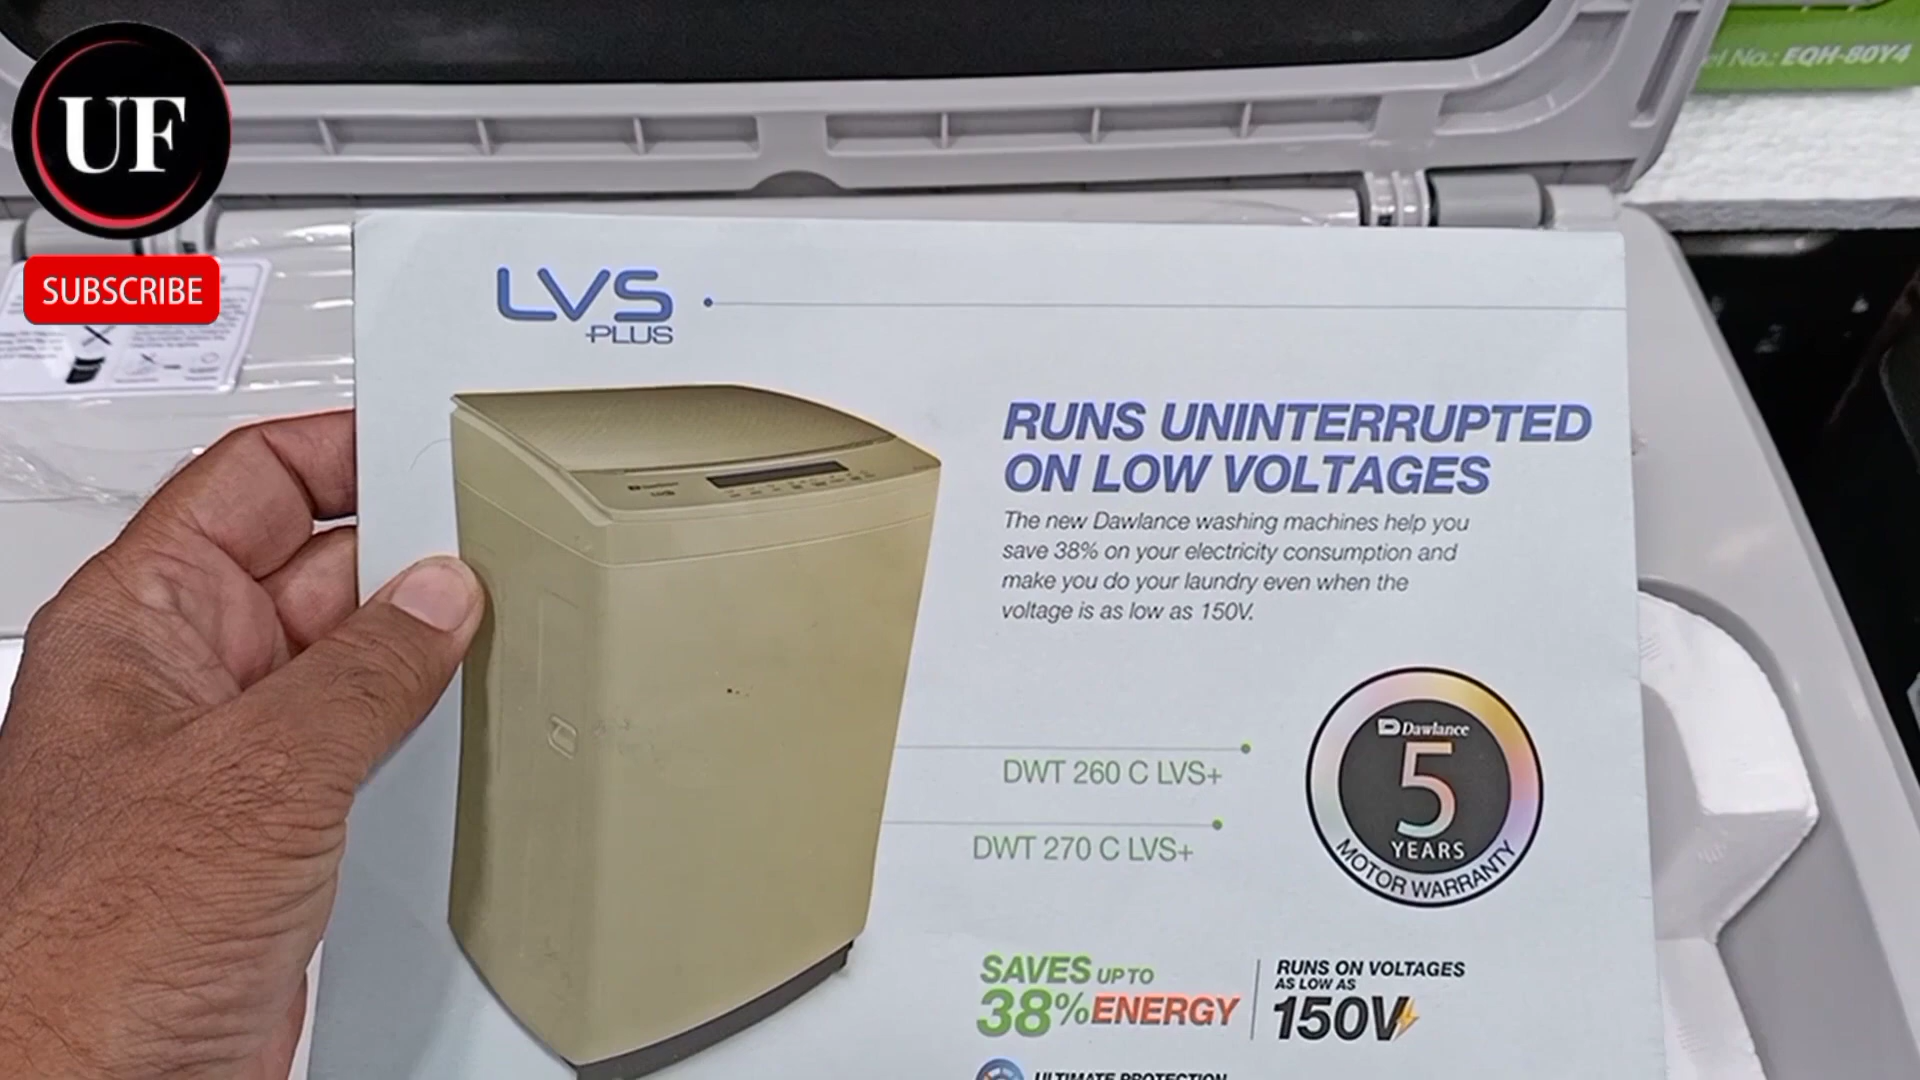 UF
SUBSCRIBE
No.: EQH-80Y4
LVS
+PLUS
RUNS UNINTERRUPTED
ON LOW VOLTAGES
The new Dawlance washing machines help you
save 38% on your electricity consumption and
make you do your laundry even when the
voltage is as low as 150V.
DWT 260 C LVS+
DWT 270 C LVS+
Dawlance
5
YEARS
MOTOR WARRANTY
SAVES UP TO
38% ENERGY
RUNS ON VOLTAGES
AS LOW AS
150V
ULTIMATE PROTECTION